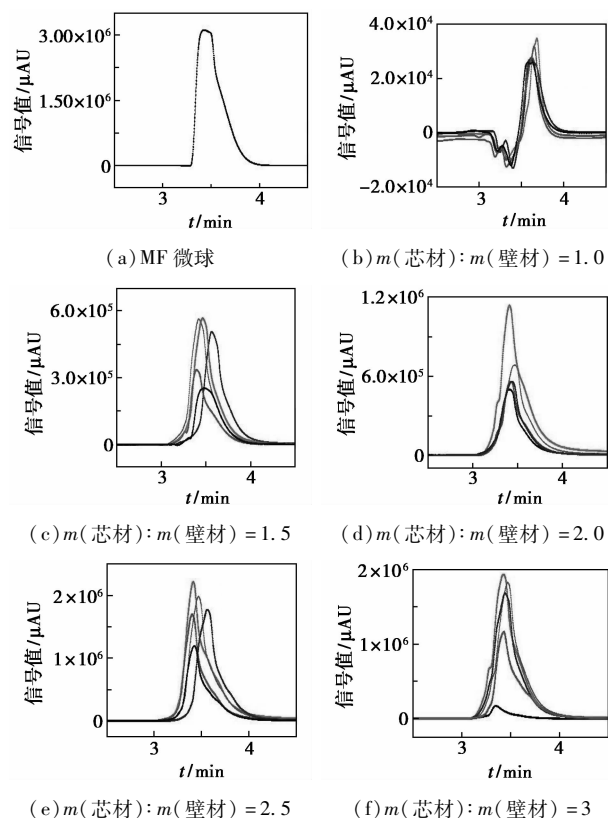 3.00×10⁶
1.50×10⁶
0
信号值/μAU
3 4
t/min
(a)MF 微球
4.0×10⁴
2.0×10⁴
0
−2.0×10⁴
信号值/μAU
3 4
t/min
(b)m(芯材):m(壁材)=1.0
6.0×10⁵
3.0×10⁵
0
信号值/μAU
3 4
t/min
(c)m(芯材):m(壁材)=1.5
1.2×10⁶
6.0×10⁵
0
信号值/μAU
3 4
t/min
(d)m(芯材):m(壁材)=2.0
2×10⁶
1×10⁶
0
信号值/μAU
3 4
t/min
(e)m(芯材):m(壁材)=2.5
2×10⁶
1×10⁶
0
信号值/μAU
3 4
t/min
(f)m(芯材):m(壁材)=3